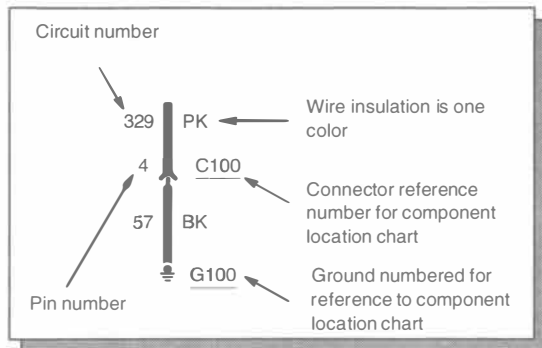 Circuit number
329 PK
Wire insulation is one
color
4 C100
Connector reference
number for component
location chart
57 BK
G100
Ground numbered for
reference to component
location chart
Pin number